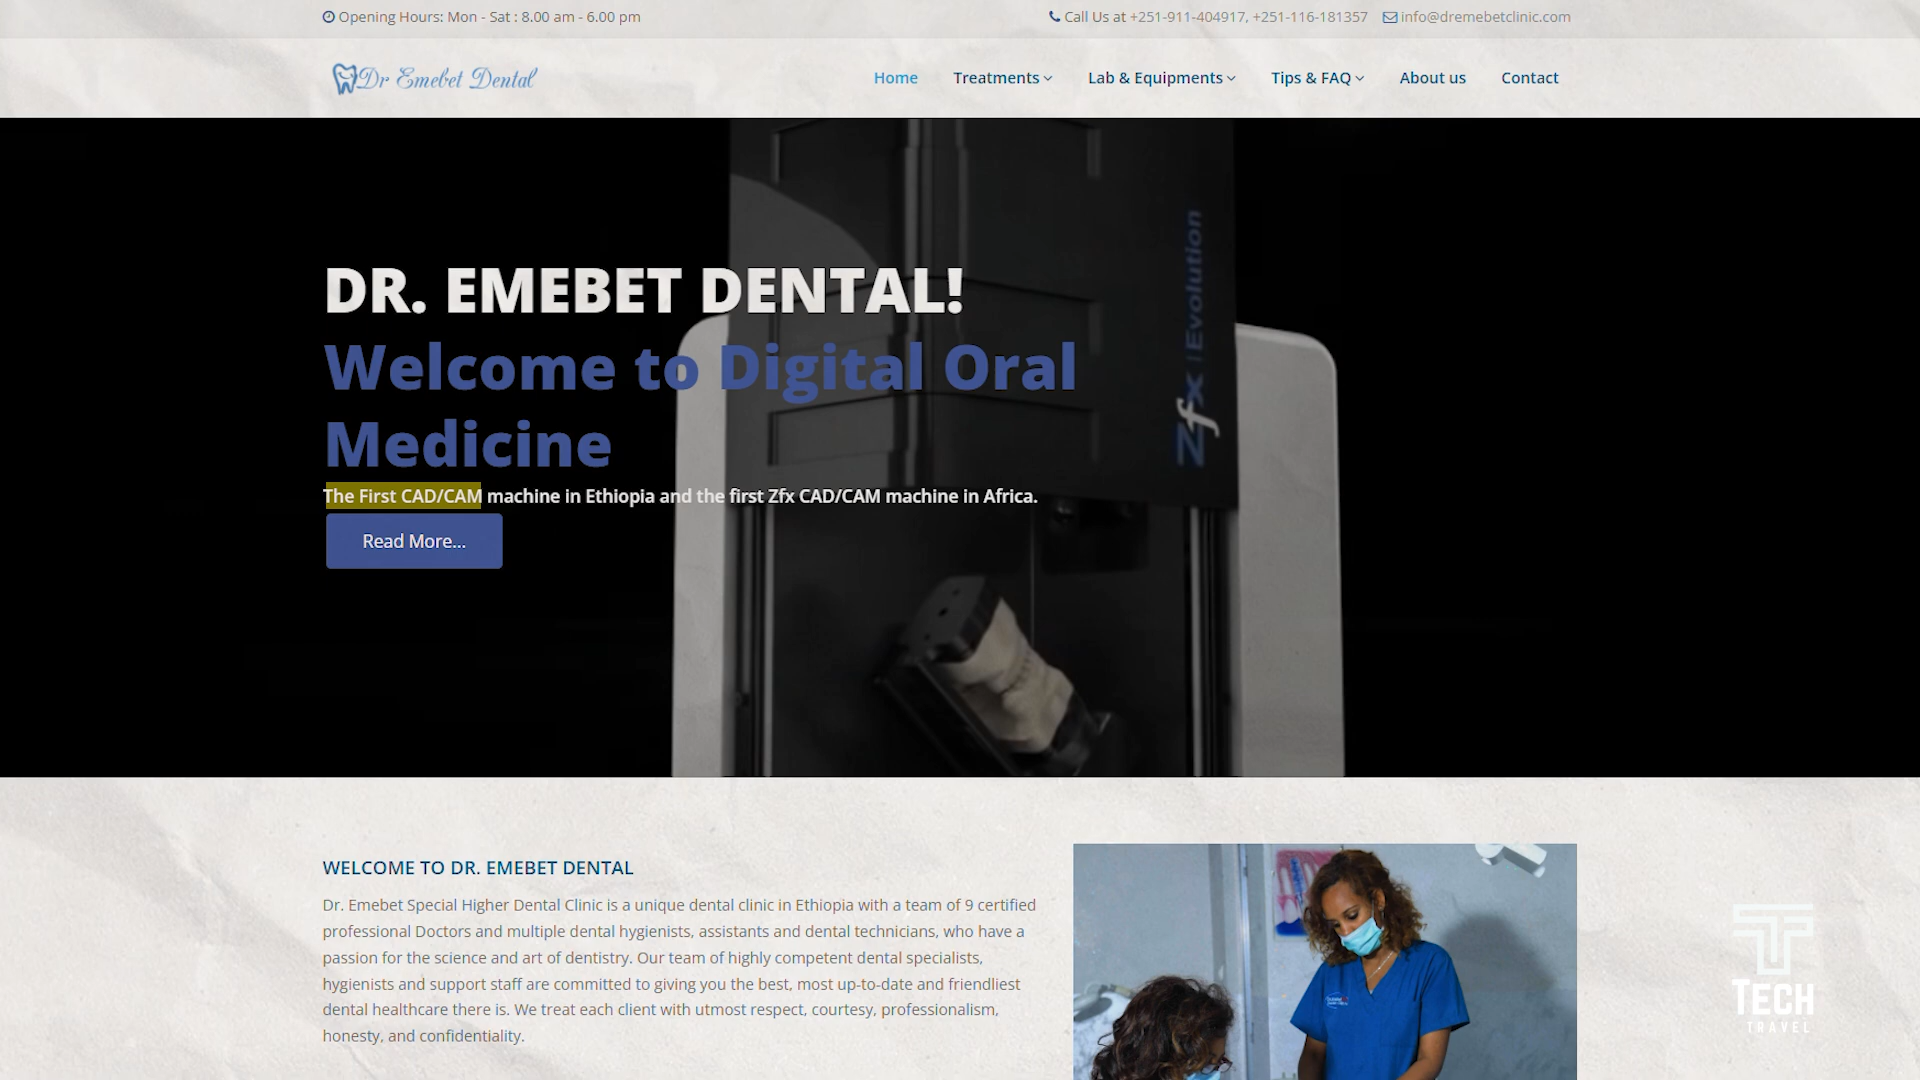 Opening Hours: Mon - Sat : 8.00 am - 6.00 pm
Call Us at +251-911-404917, +251-116-181357
info@dremebetclinic.com
Dr Emebet Dental
Home
Treatments
Lab & Equipments
Tips & FAQ
About us
Contact
DR. EMEBET DENTAL!
Welcome to Digital Oral
Medicine
The First CAD/CAM machine in Ethiopia and the first Zfx CAD/CAM machine in Africa.
Read More...
Zfx | Evolution
WELCOME TO DR. EMEBET DENTAL
Dr. Emebet Special Higher Dental Clinic is a unique dental clinic in Ethiopia with a team of 9 certified
professional Doctors and multiple dental hygienists, assistants and dental technicians, who have a
passion for the science and art of dentistry. Our team of highly competent dental specialists,
hygienists and support staff are committed to giving you the best, most up-to-date and friendliest
dental healthcare there is. We treat each client with utmost respect, courtesy, professionalism,
honesty, and confidentiality.
TECH
TRAVEL